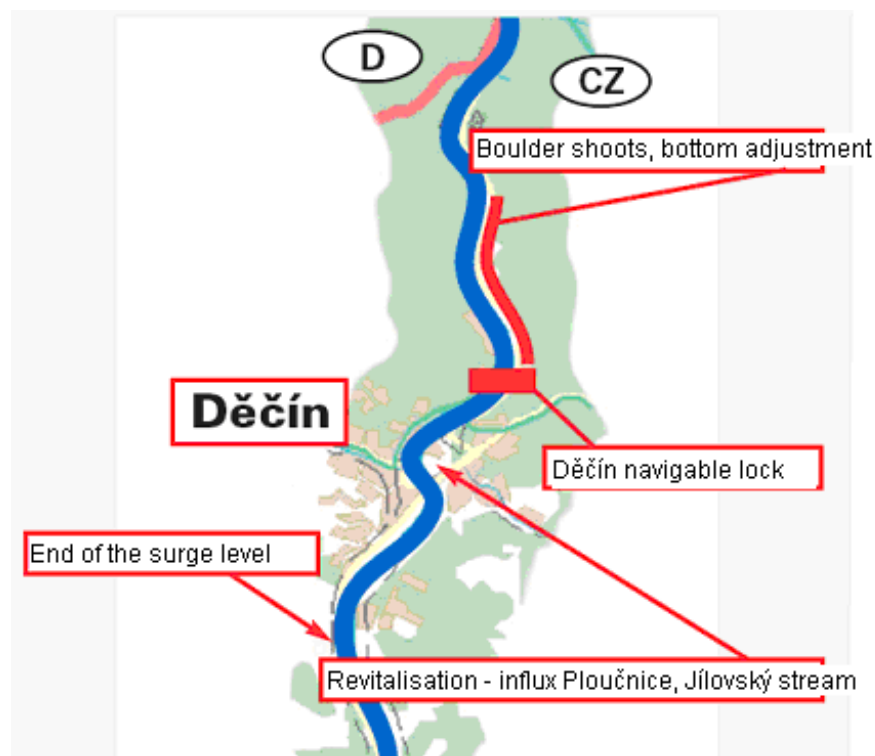 D
CZ
Boulder shoots, bottom adjustment
Děčín
Děčín navigable lock
End of the surge level
Revitalisation - influx Ploučnice, Jílovský stream